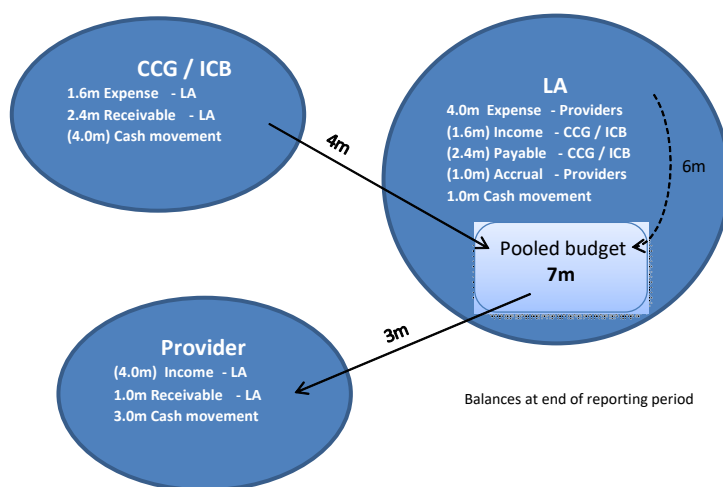 CCG / ICB
1.6m Expense - LA
2.4m Receivable - LA
(4.0m) Cash movement
4m
LA
4.0m Expense - Providers
(1.6m) Income - CCG / ICB
(2.4m) Payable - CCG / ICB
(1.0m) Accrual - Providers
1.0m Cash movement
6m
Pooled budget
7m
3m
Provider
(4.0m) Income - LA
1.0m Receivable - LA
3.0m Cash movement
Balances at end of reporting period